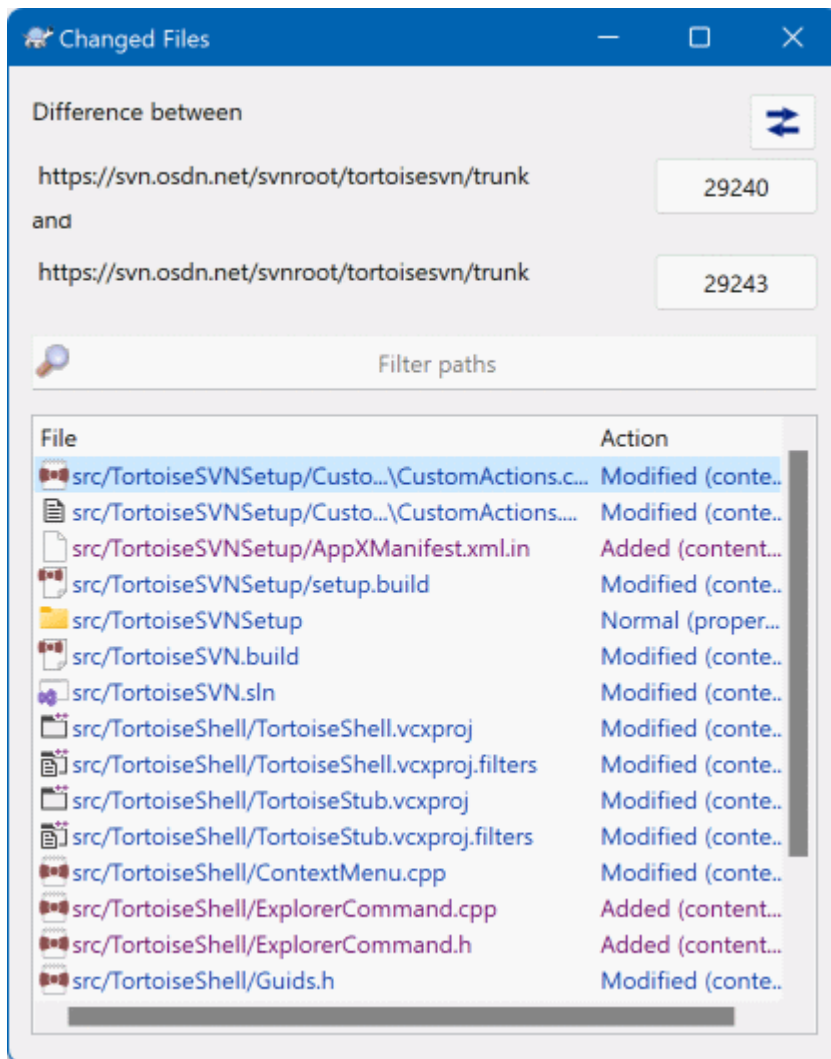 Changed Files
Difference between
https://svn.osdn.net/svnroot/tortoisesvn/trunk 29240
and
https://svn.osdn.net/svnroot/tortoisesvn/trunk 29243
Filter paths
File Action
src/TortoiseSVNSetup/Custo...\CustomActions.c... Modified (conte..
src/TortoiseSVNSetup/Custo...\CustomActions.... Modified (conte..
src/TortoiseSVNSetup/AppXManifest.xml.in Added (content...
src/TortoiseSVNSetup/setup.build Modified (conte..
src/TortoiseSVNSetup Normal (proper...
src/TortoiseSVN.build Modified (conte..
src/TortoiseSVN.sln Modified (conte..
src/TortoiseShell/TortoiseShell.vcxproj Modified (conte..
src/TortoiseShell/TortoiseShell.vcxproj.filters Modified (conte..
src/TortoiseShell/TortoiseStub.vcxproj Modified (conte..
src/TortoiseShell/TortoiseStub.vcxproj.filters Modified (conte..
src/TortoiseShell/ContextMenu.cpp Modified (conte..
src/TortoiseShell/ExplorerCommand.cpp Added (content...
src/TortoiseShell/ExplorerCommand.h Added (content...
src/TortoiseShell/Guids.h Modified (conte..